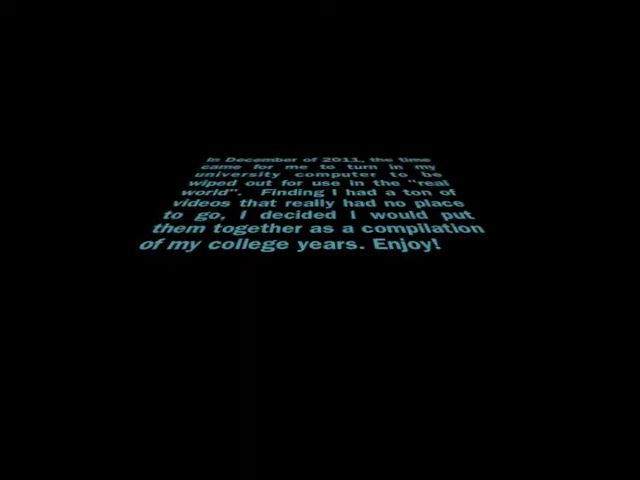 In December of 2011, the time
came for me to turn in my
university computer to be
wiped out for use in the "real
world". Finding I had a ton of
videos that really had no place
to go, I decided I would put
them together as a compilation
of my college years. Enjoy!